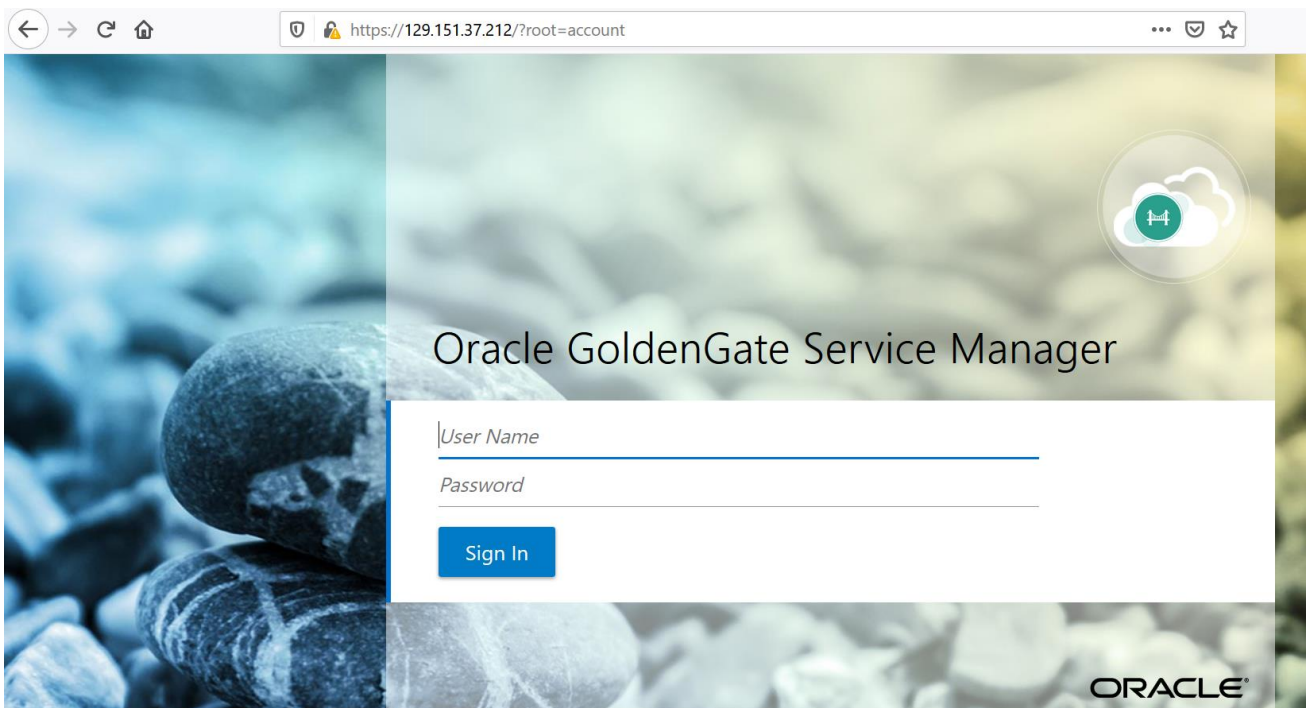 https://129.151.37.212/?root=account
Oracle GoldenGate Service Manager
User Name
Password
Sign In
ORACLE®